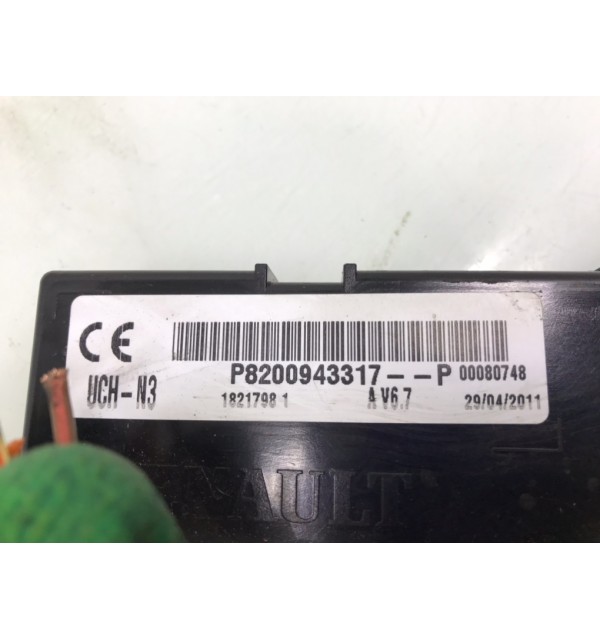 CE
P8200943317--P 00080748
UCH-N3 1821798 1 A V6.7 29/04/2011
NAULT